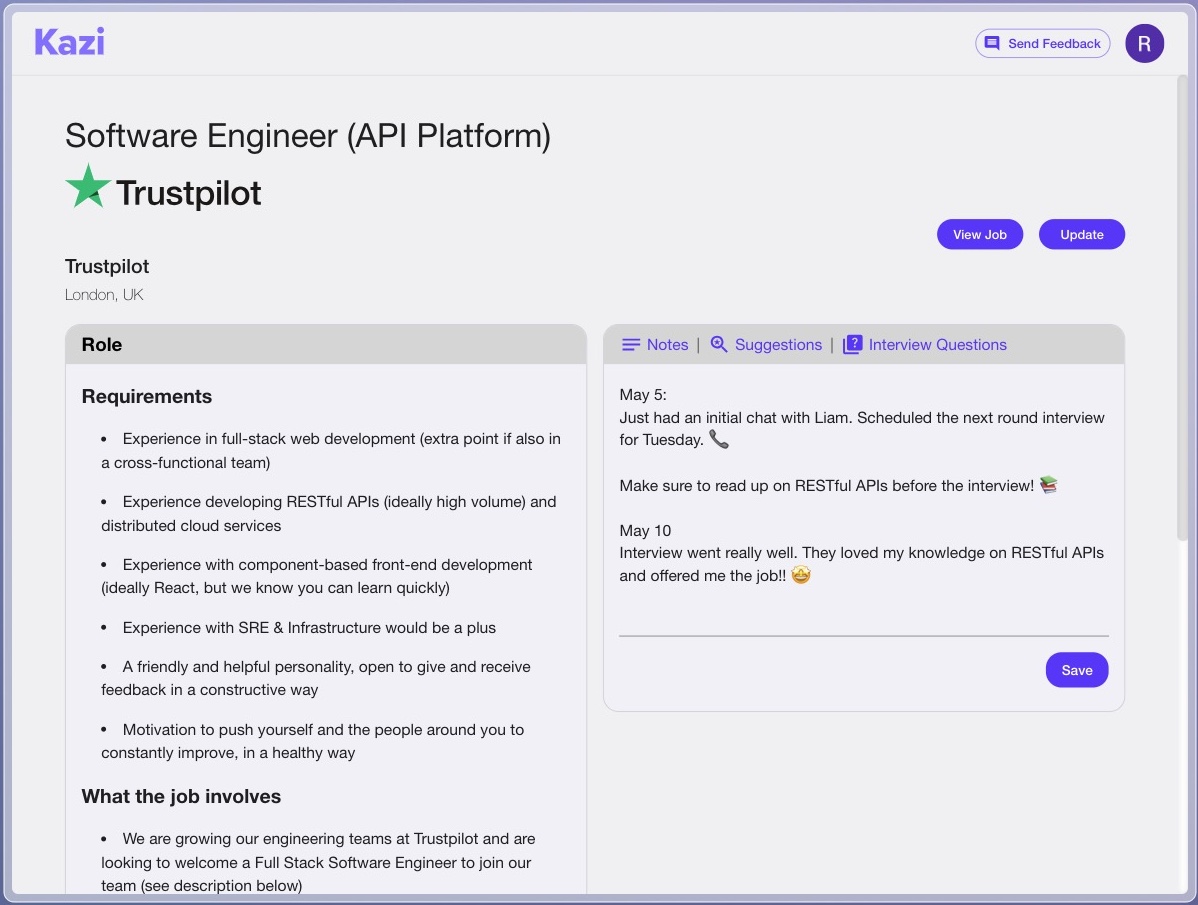 Kazi
Send Feedback
R
Software Engineer (API Platform)
Trustpilot
View Job
Update
Trustpilot
London, UK
Role
Requirements
• Experience in full-stack web development (extra point if also in
a cross-functional team)
• Experience developing RESTful APIs (ideally high volume) and
distributed cloud services
• Experience with component-based front-end development
(ideally React, but we know you can learn quickly)
• Experience with SRE & Infrastructure would be a plus
• A friendly and helpful personality, open to give and receive
feedback in a constructive way
• Motivation to push yourself and the people around you to
constantly improve, in a healthy way
What the job involves
• We are growing our engineering teams at Trustpilot and are
looking to welcome a Full Stack Software Engineer to join our
team (see description below)
Notes | Suggestions | Interview Questions
May 5:
Just had an initial chat with Liam. Scheduled the next round interview
for Tuesday. 📞
Make sure to read up on RESTful APIs before the interview! 📚
May 10
Interview went really well. They loved my knowledge on RESTful APIs
and offered me the job!! 🤩
Save